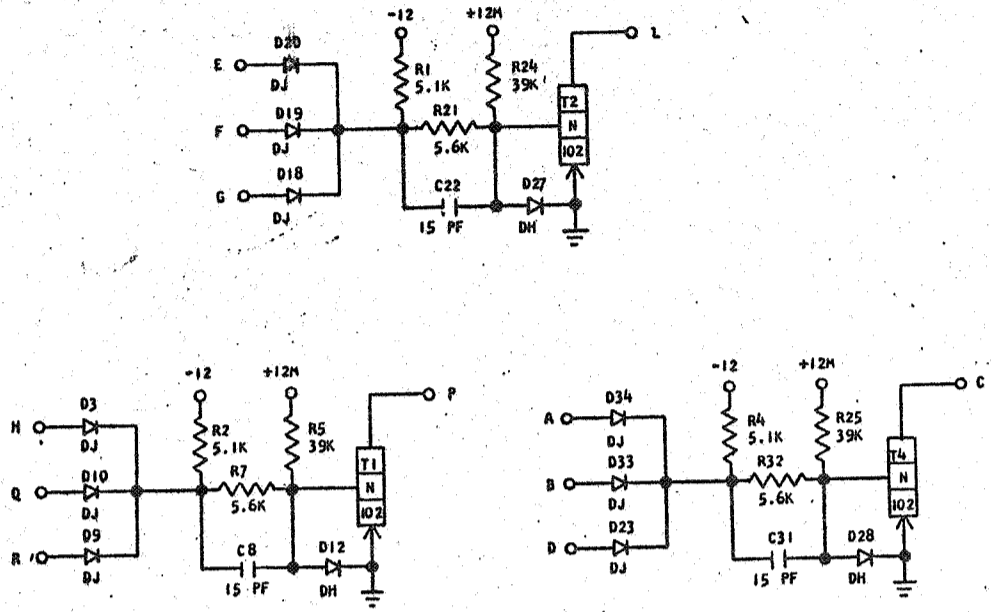 -12
+12M
L
D20
E
DJ
R1
5.1K
R24
39K
T2
N
102
D19
F
DJ
R21
5.6K
D18
G
DJ
C22
15 PF
D27
DH
-12
+12M
P
D3
H
DJ
R2
5.1K
R5
39K
T1
N
102
D10
Q
DJ
R7
5.6K
D9
R
DJ
C8
15 PF
D12
DH
-12
+12M
C
D34
A
DJ
R4
5.1K
R25
39K
T4
N
102
D33
B
DJ
R32
5.6K
D23
D
DJ
C31
15 PF
D28
DH